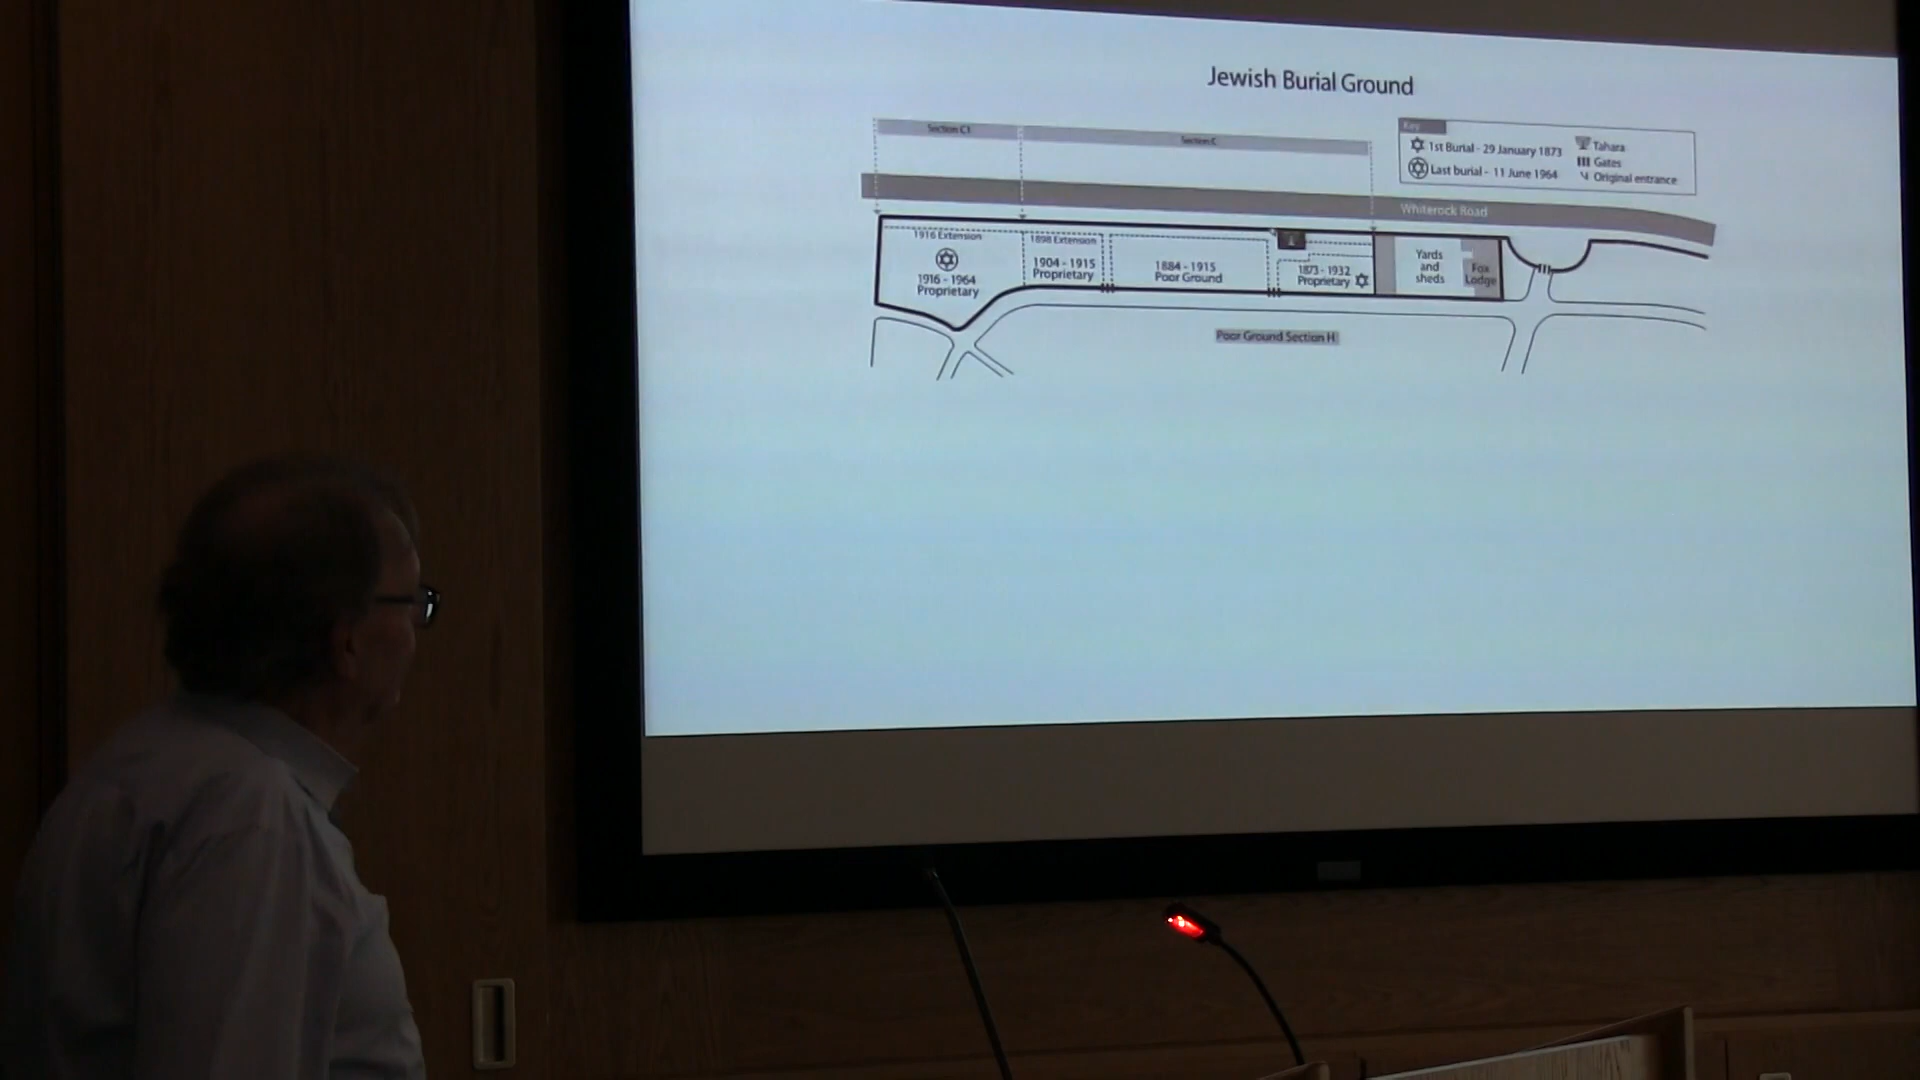 Jewish Burial Ground
Section C1
Section C
Key
1st Burial - 29 January 1873
Last burial - 11 June 1964
Tahara
Gates
Original entrance
Whiterock Road
1916 Extension
1916 - 1964
Proprietary
1898 Extension
1904 - 1915
Proprietary
1884 - 1915
Poor Ground
1873 - 1932
Proprietary
Yards
and
sheds
Fox
Lodge
Poor Ground Section H